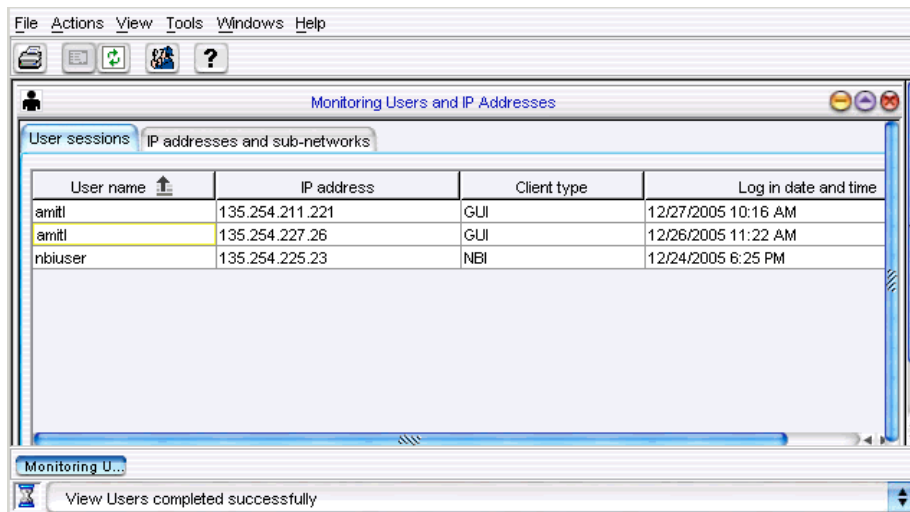 File Actions View Tools Windows Help
?
Monitoring Users and IP Addresses
User sessions IP addresses and sub-networks
User name IP address Client type Log in date and time
amitl 135.254.211.221 GUI 12/27/2005 10:16 AM
amitl 135.254.227.26 GUI 12/26/2005 11:22 AM
nbiuser 135.254.225.23 NBI 12/24/2005 6:25 PM
Monitoring U...
View Users completed successfully